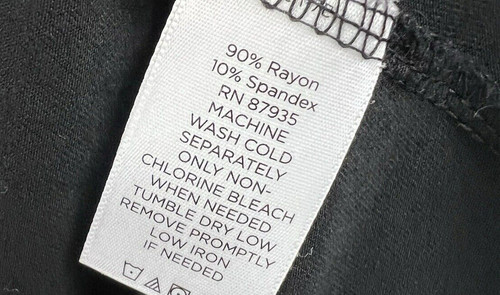 90% Rayon
10% Spandex
RN 87935
MACHINE
WASH COLD
SEPARATELY
ONLY NON-
CHLORINE BLEACH
WHEN NEEDED
TUMBLE DRY LOW
REMOVE PROMPTLY
LOW IRON
IF NEEDED